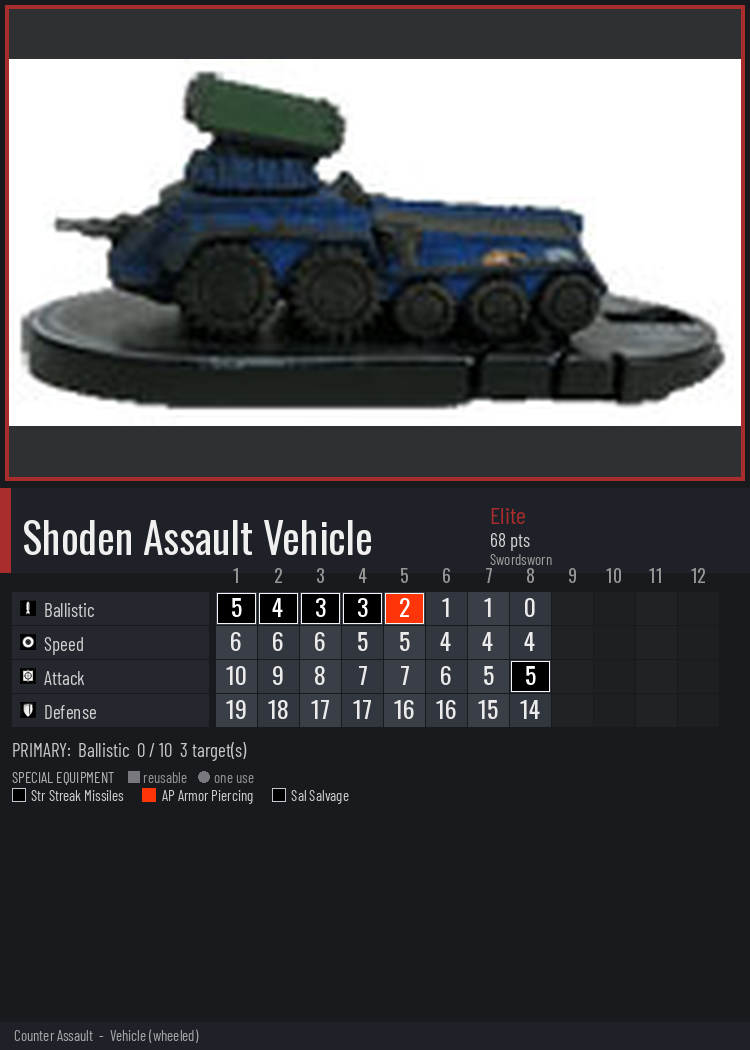 Shoden Assault Vehicle
Elite
68 pts
Swordsworn
1 2 3 4 5 6 7 8 9 10 11 12
Ballistic 5 4 3 3 2 1 1 0
Speed 6 6 6 5 5 4 4 4
Attack 10 9 8 7 7 6 5 5
Defense 19 18 17 17 16 16 15 14
PRIMARY: Ballistic 0 / 10 3 target(s)
SPECIAL EQUIPMENT reusable one use
Str Streak Missiles AP Armor Piercing Sal Salvage
Counter Assault - Vehicle (wheeled)